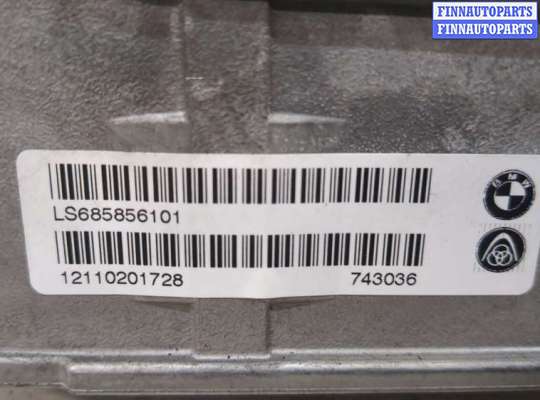 FINNAUTOPARTS
FINNAUTOPARTS
BMW
LS685856101
12110201728 743036